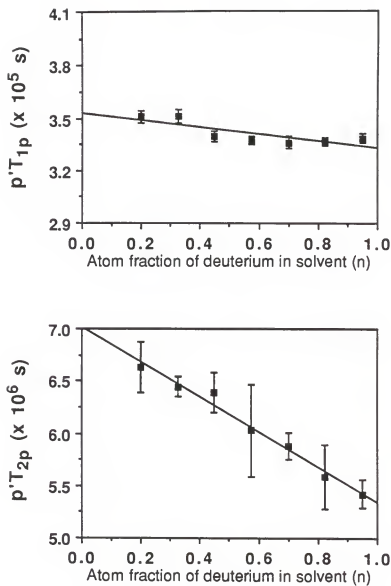 4.1
3.8
3.5
3.2
2.9
p'T1p (x 10^5 s)
0.0 0.2 0.4 0.6 0.8 1.0
Atom fraction of deuterium in solvent (n)
7.0
6.5
6.0
5.5
5.0
p'T2p (x 10^6 s)
0.0 0.2 0.4 0.6 0.8 1.0
Atom fraction of deuterium in solvent (n)